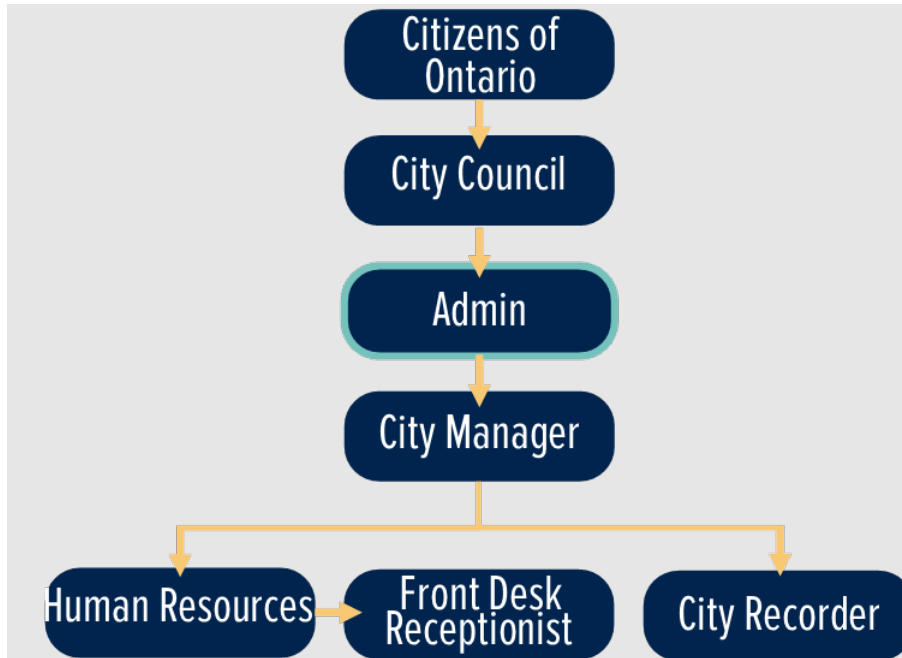 Citizens of
Ontario
City Council
Admin
City Manager
Human Resources
Front Desk
Receptionist
City Recorder